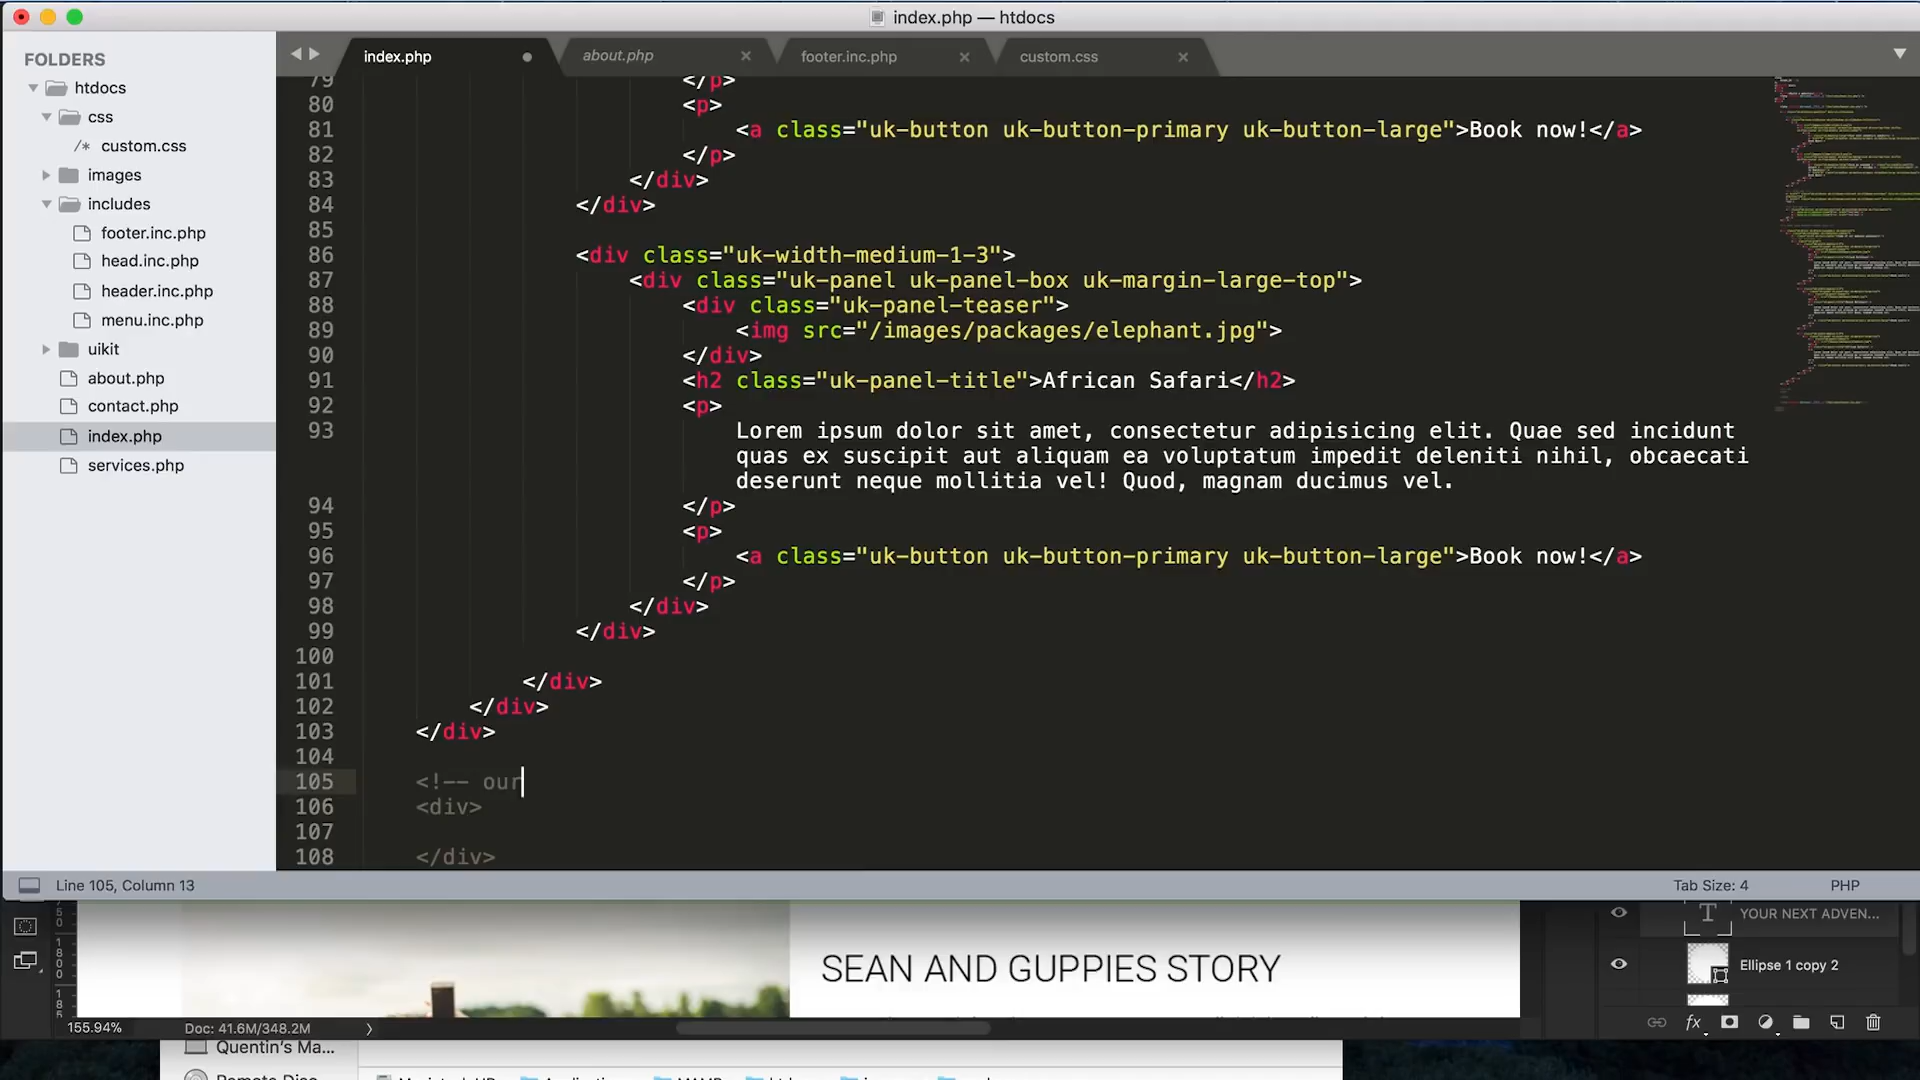 index.php — htdocs
FOLDERS
htdocs
css
/* custom.css
images
includes
footer.inc.php
head.inc.php
header.inc.php
menu.inc.php
uikit
about.php
contact.php
index.php
services.php
index.php
about.php
footer.inc.php
custom.css
79 </p>
80 <p>
81 <a class="uk-button uk-button-primary uk-button-large">Book now!</a>
82 </p>
83 </div>
84 </div>
85
86 <div class="uk-width-medium-1-3">
87 <div class="uk-panel uk-panel-box uk-margin-large-top">
88 <div class="uk-panel-teaser">
89 <img src="/images/packages/elephant.jpg">
90 </div>
91 <h2 class="uk-panel-title">African Safari</h2>
92 <p>
93 Lorem ipsum dolor sit amet, consectetur adipisicing elit. Quae sed incidunt
quas ex suscipit aut aliquam ea voluptatum impedit deleniti nihil, obcaecati
deserunt neque mollitia vel! Quod, magnam ducimus vel.
94 </p>
95 <p>
96 <a class="uk-button uk-button-primary uk-button-large">Book now!</a>
97 </p>
98 </div>
99 </div>
100
101 </div>
102 </div>
103 </div>
104
105 <!-- our
106 <div>
107
108 </div>
Line 105, Column 13
Tab Size: 4
PHP
SEAN AND GUPPIES STORY
YOUR NEXT ADVEN...
Ellipse 1 copy 2
fx
155.94%
Doc: 41.6M/348.2M
Quentin's Ma...